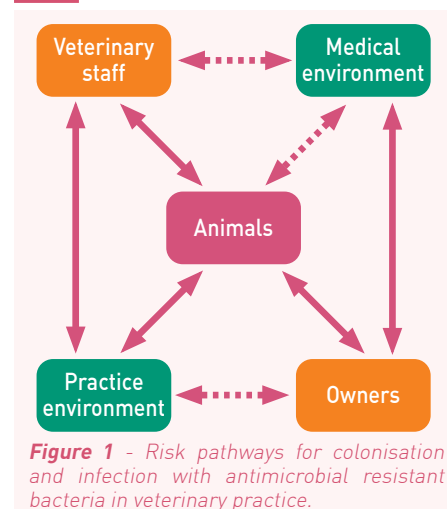 Veterinary
staff
Medical
environment
Animals
Practice
environment
Owners
Figure 1 - Risk pathways for colonisation
and infection with antimicrobial resistant
bacteria in veterinary practice.